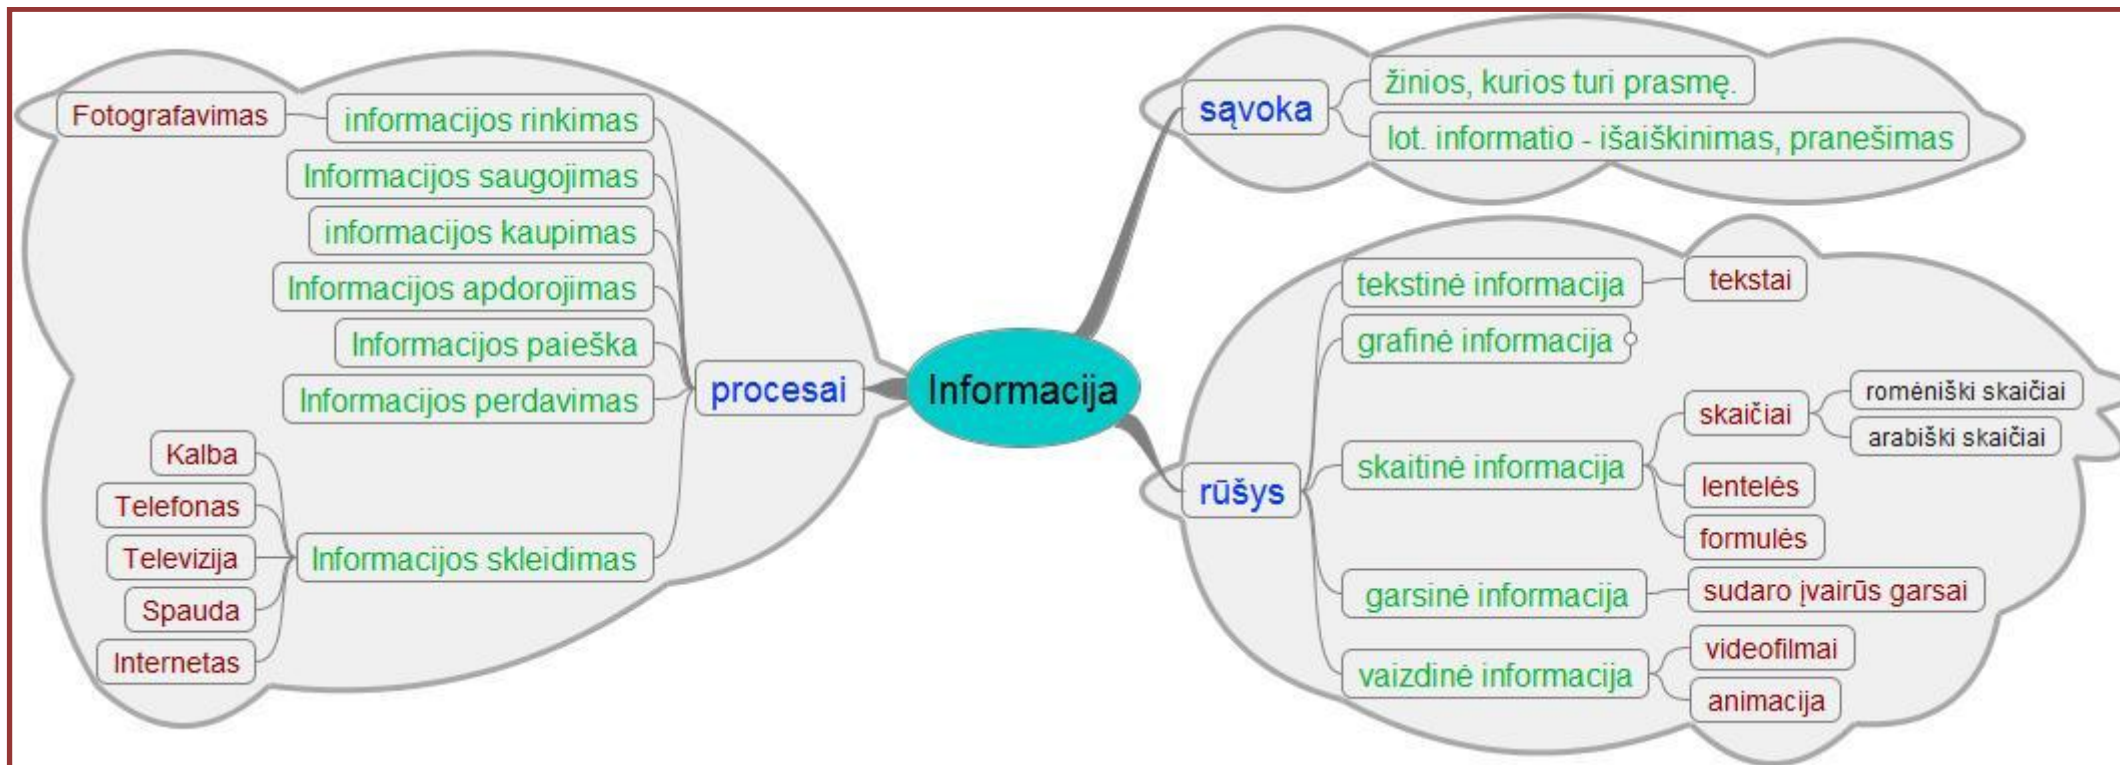 Informacija
sąvoka
žinios, kurios turi prasmę.
lot. informatio - išaiškinimas, pranešimas
rūšys
tekstinė informacija
tekstai
grafinė informacija
skaitinė informacija
skaičiai
romėniški skaičiai
arabiški skaičiai
lentelės
formulės
garsinė informacija
sudaro įvairūs garsai
vaizdinė informacija
videofilmai
animacija
procesai
informacijos rinkimas
Fotografavimas
Informacijos saugojimas
informacijos kaupimas
Informacijos apdorojimas
Informacijos paieška
Informacijos perdavimas
Informacijos skleidimas
Kalba
Telefonas
Televizija
Spauda
Internetas